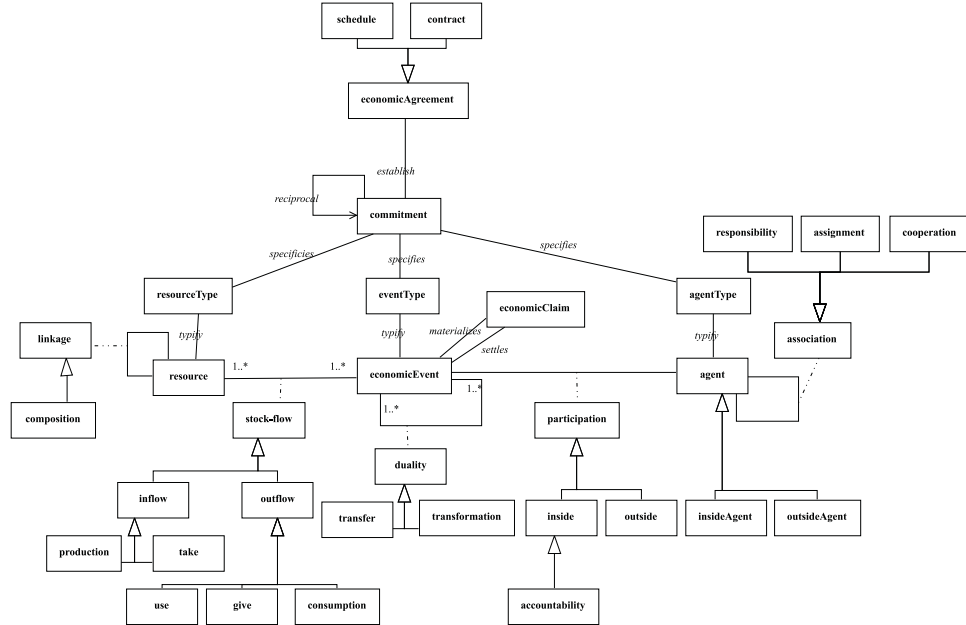 schedule
contract
economicAgreement
establish
reciprocal
commitment
responsibility
assignment
cooperation
specificies
specifies
specifies
resourceType
eventType
agentType
economicClaim
linkage
typify
typify
materializes
typify
association
settles
resource
1..*
1..*
economicEvent
1..*
agent
1..*
composition
stock-flow
participation
duality
inflow
outflow
transfer
transformation
inside
outside
insideAgent
outsideAgent
production
take
use
give
consumption
accountability